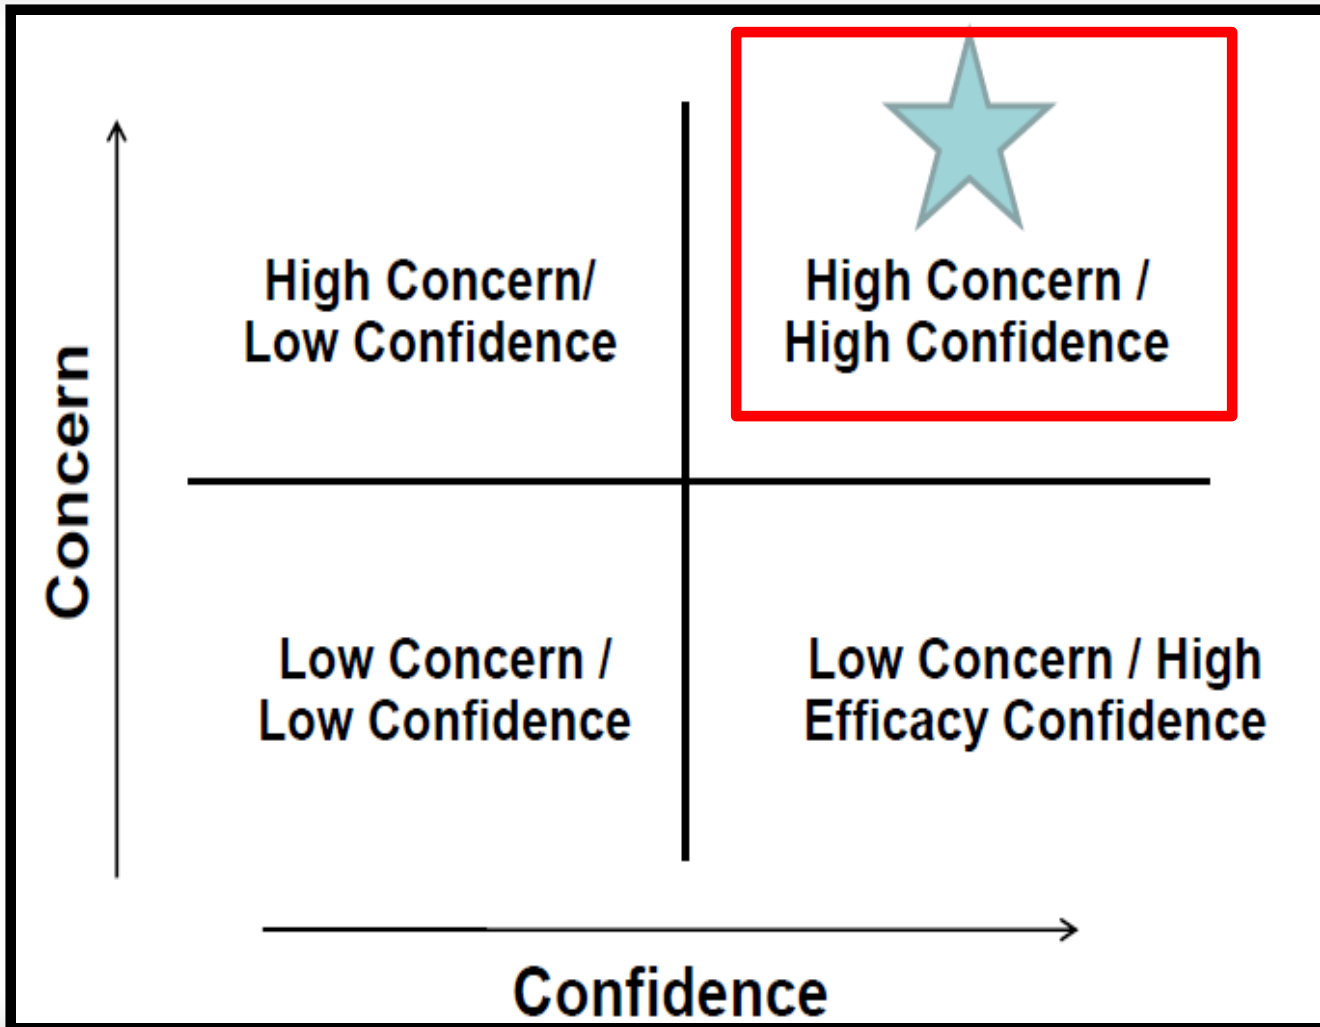 High Concern/
Low Confidence
High Concern /
High Confidence
Concern
Low Concern /
Low Confidence
Low Concern / High
Efficacy Confidence
Confidence